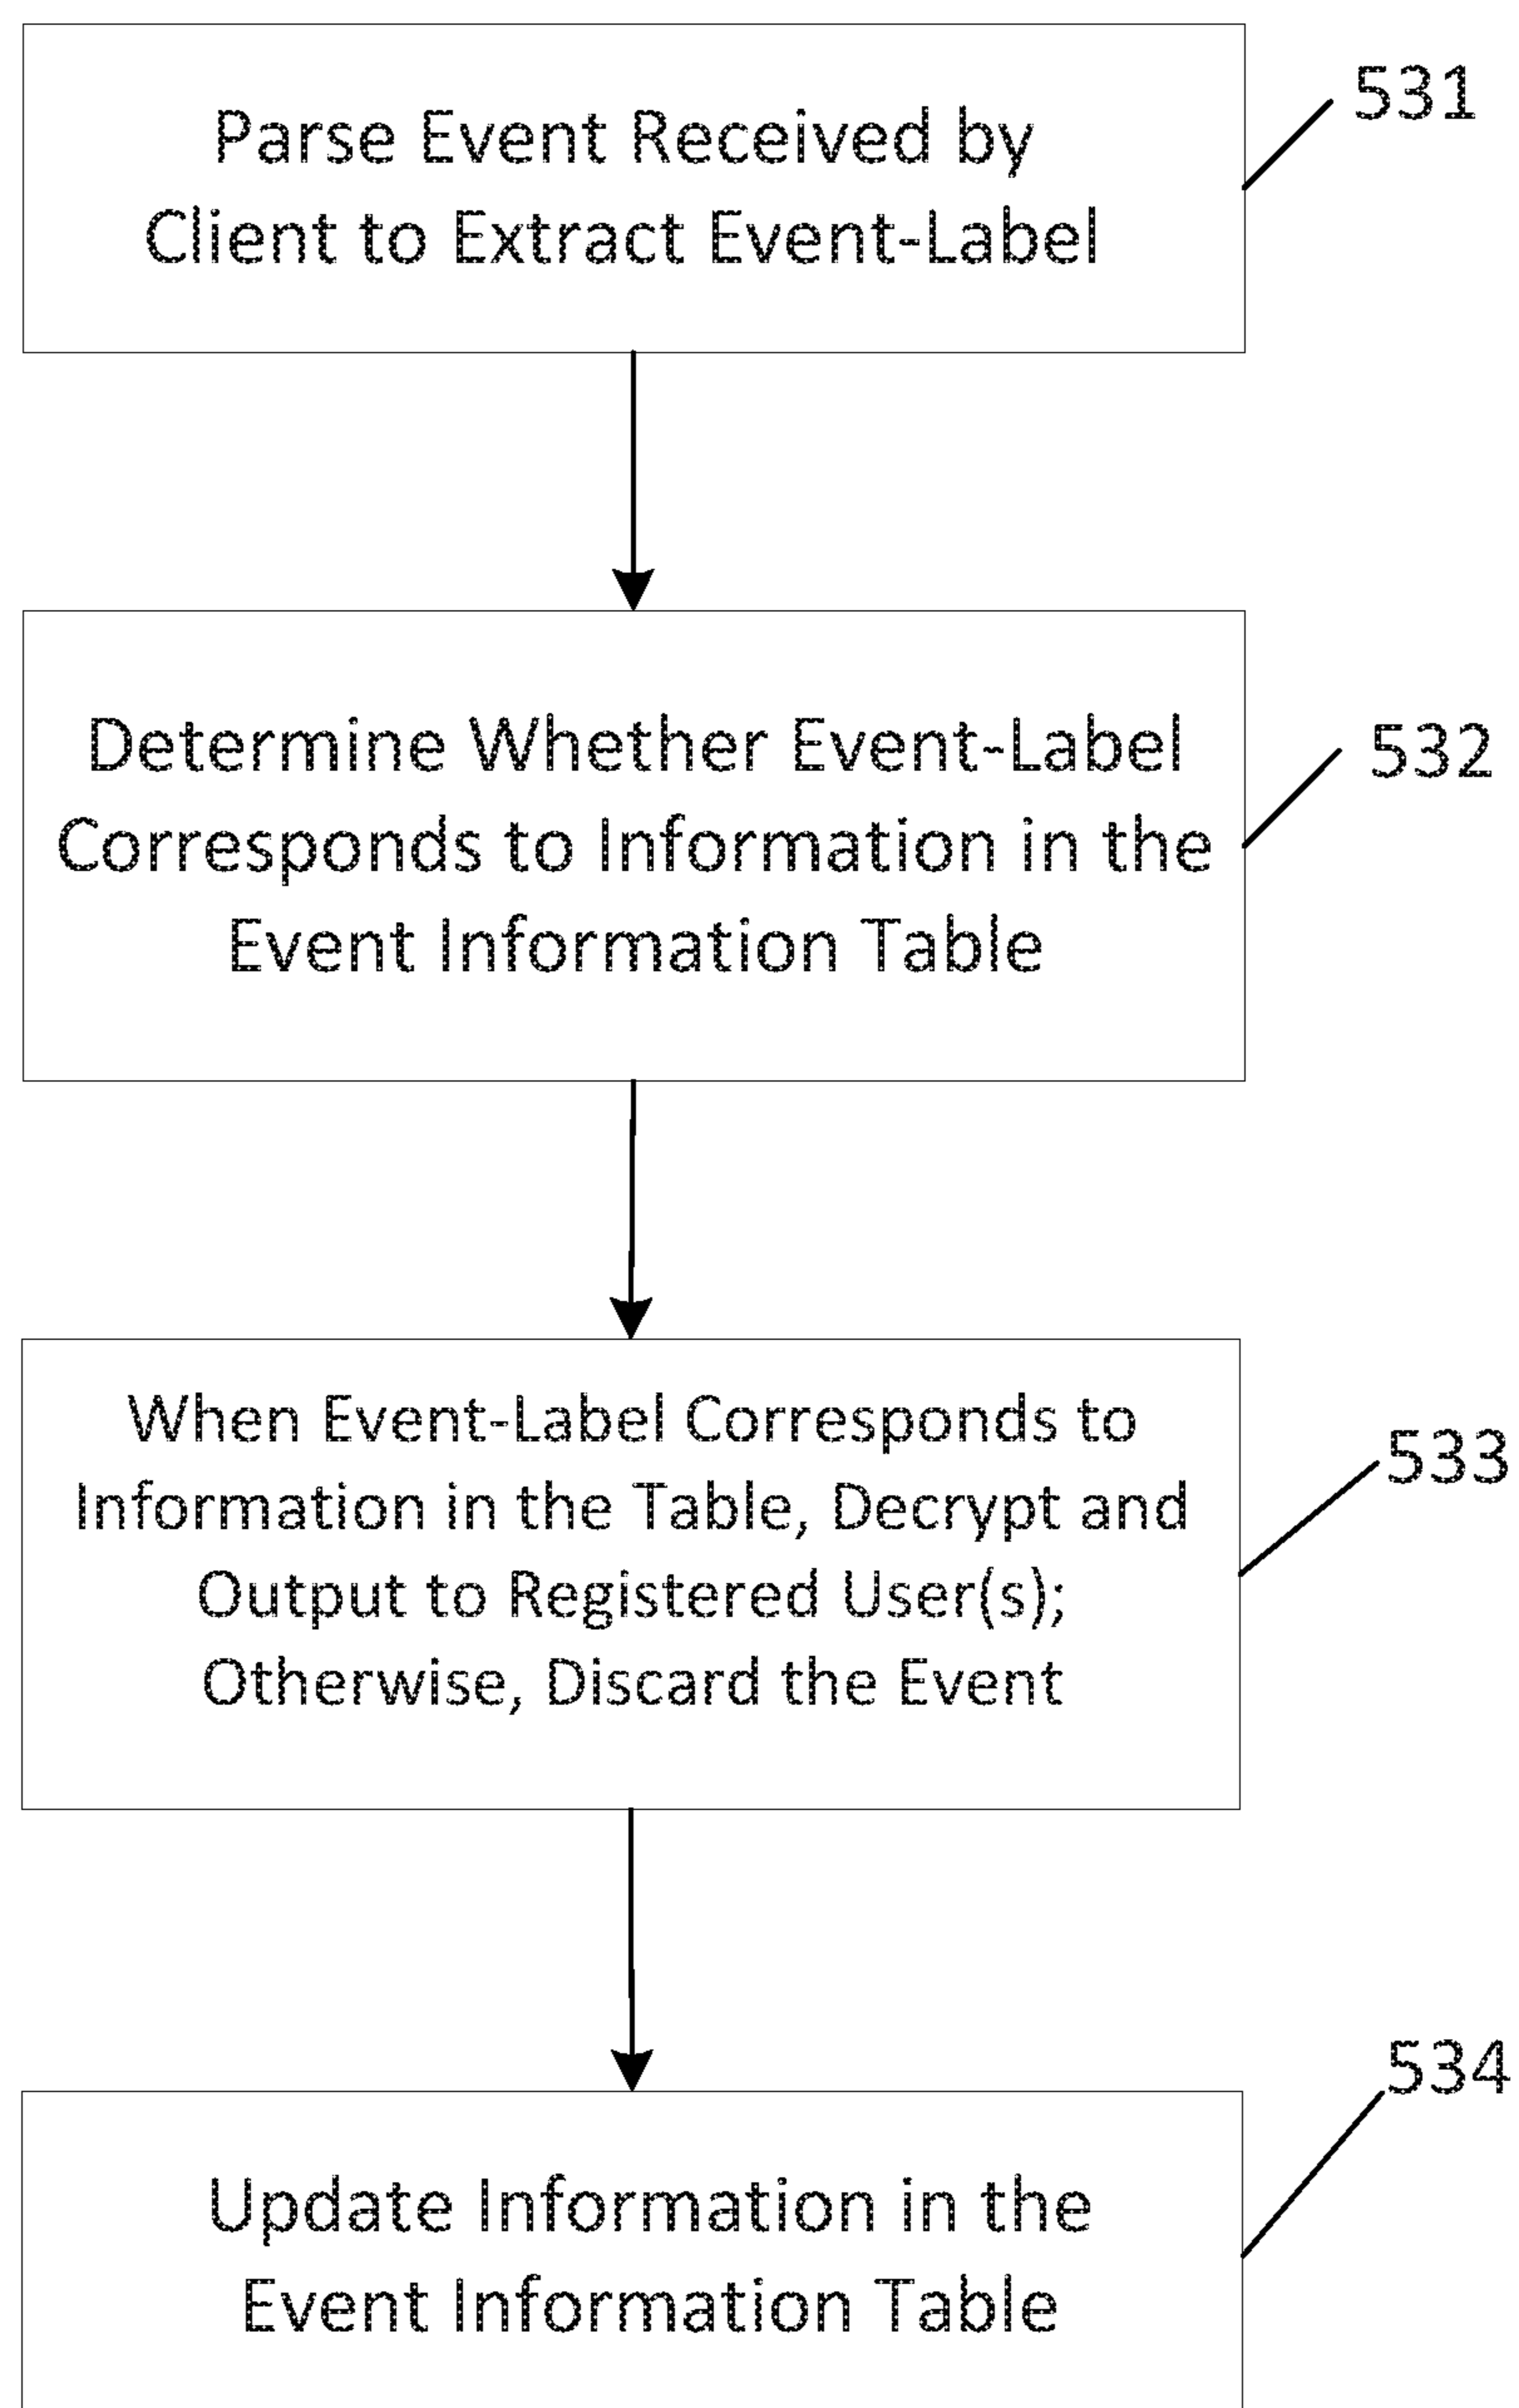 Parse Event Received by
Client to Extract Event-Label
531
Determine Whether Event-Label
Corresponds to Information in the
Event Information Table
532
When Event-Label Corresponds to
Information in the Table, Decrypt and
Output to Registered User(s);
Otherwise, Discard the Event
533
Update Information in the
Event Information Table
534